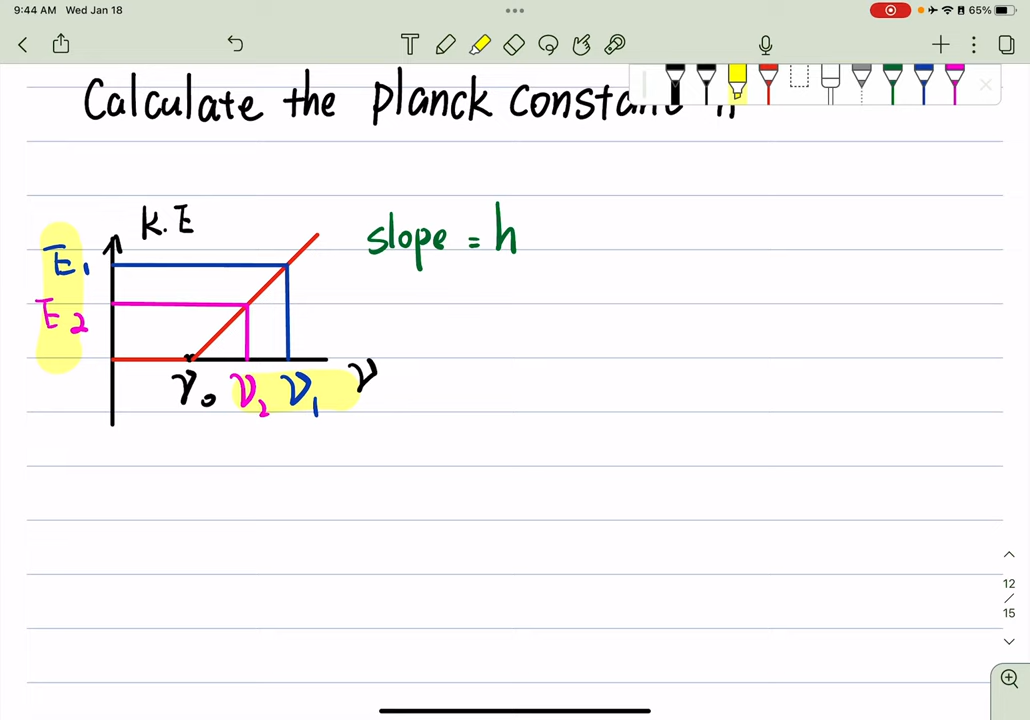 9:44 AM Wed Jan 18
65%
Calculate the planck constant h
K.E
slope = h
E1
E2
ν0 ν2 ν1 ν
12
/
15